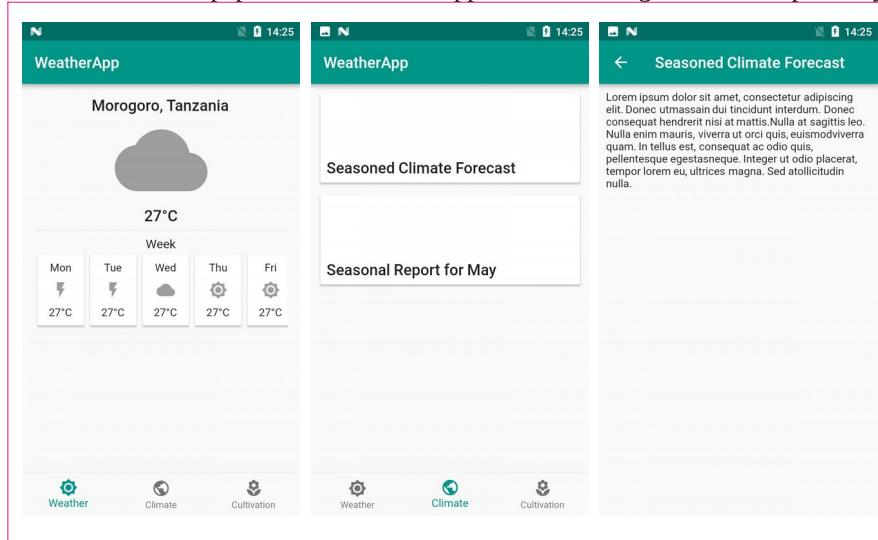 14:25
WeatherApp
Morogoro, Tanzania
27°C
Week
Mon Tue Wed Thu Fri
27°C 27°C 27°C 27°C 27°C
Weather Climate Cultivation
14:25
WeatherApp
Seasoned Climate Forecast
Seasonal Report for May
Weather Climate Cultivation
14:25
Seasoned Climate Forecast
Lorem ipsum dolor sit amet, consectetur adipiscing
elit. Donec utmassain dui tincidunt interdum. Donec
consequat hendrerit nisi at mattis.Nulla at sagittis leo.
Nulla enim mauris, viverra ut orci quis, euismodviverra
quam. In tellus est, consequat ac odio quis,
pellentesque egestasneque. Integer ut odio placerat,
tempor lorem eu, ultrices magna. Sed atollicitudin
nulla.